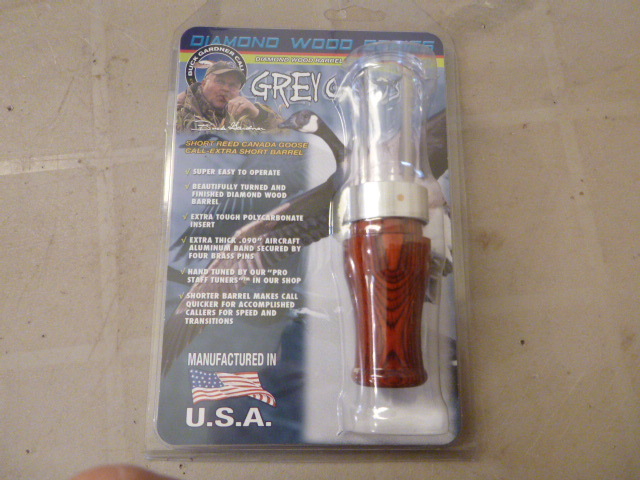 DIAMOND WOOD SERIES
BUCK GARDNER CALLS
DIAMOND WOOD BARREL
GREY
SHORT REED CANADA GOOSE
CALL-EXTRA SHORT BARREL
√ SUPER EASY TO OPERATE
√ BEAUTIFULLY TURNED AND
FINISHED DIAMOND WOOD
BARREL
√ EXTRA TOUGH POLYCARBONATE
INSERT
√ EXTRA THICK .090" AIRCRAFT
ALUMINUM BAND SECURED BY
FOUR BRASS PINS
√ HAND TUNED BY OUR "PRO
STAFF TUNERS"™ IN OUR SHOP
√ SHORTER BARREL MAKES CALL
QUICKER FOR ACCOMPLISHED
CALLERS FOR SPEED AND
TRANSITIONS
MANUFACTURED IN
U.S.A.